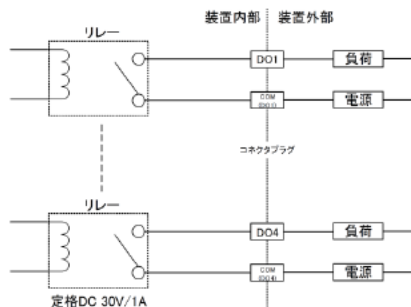 装置内部 装置外部
リレー
DO1 負荷
COM (DO1) 電源
コネクタプラグ
リレー
DO4 負荷
COM (DO4) 電源
定格DC 30V/1A